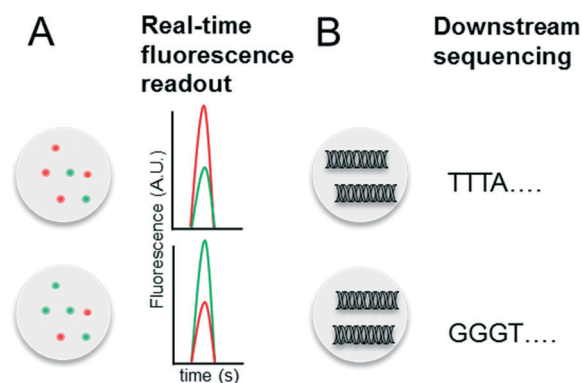 A
Real-time
fluorescence
readout
B
Downstream
sequencing
Fluorescence (A.U.)
TTTA....
GGGT....
time (s)